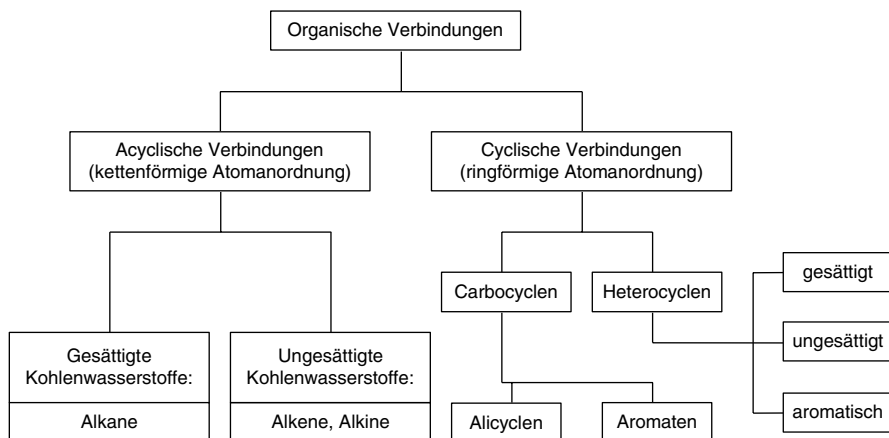 Organische Verbindungen
Acyclische Verbindungen
(kettenförmige Atomanordnung)
Cyclische Verbindungen
(ringförmige Atomanordnung)
Carbocyclen
Heterocyclen
gesättigt
ungesättigt
aromatisch
Gesättigte
Kohlenwasserstoffe:
Alkane
Ungesättigte
Kohlenwasserstoffe:
Alkene, Alkine
Alicyclen
Aromaten